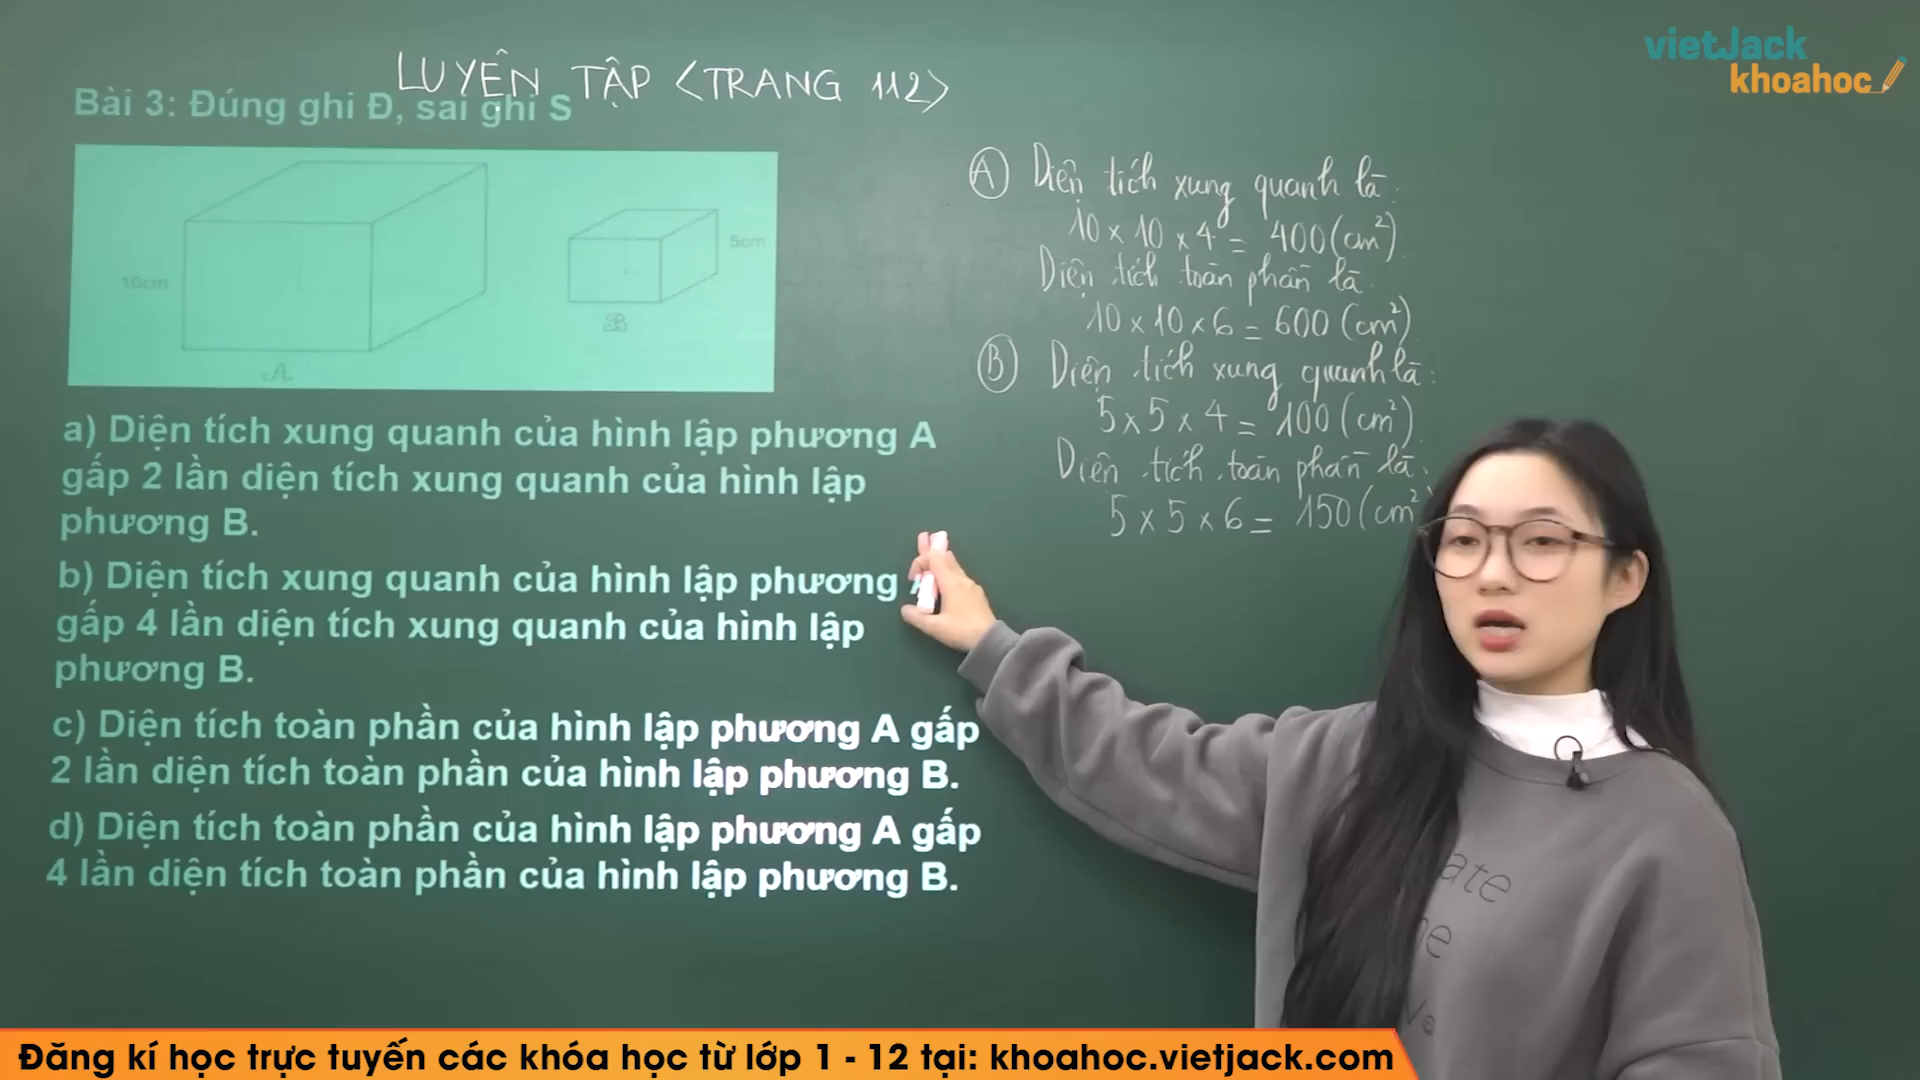 LUYỆN TẬP <TRANG 112>
vietJack
khoahoc
Bài 3: Đúng ghi Đ, sai ghi S
10cm
A
5cm
B
a) Diện tích xung quanh của hình lập phương A
gấp 2 lần diện tích xung quanh của hình lập
phương B.
b) Diện tích xung quanh của hình lập phương
gấp 4 lần diện tích xung quanh của hình lập
phương B.
c) Diện tích toàn phần của hình lập phương A gấp
2 lần diện tích toàn phần của hình lập phương B.
d) Diện tích toàn phần của hình lập phương A gấp
4 lần diện tích toàn phần của hình lập phương B.
A Diện tích xung quanh là:
10 x 10 x 4 = 400 (cm²)
Diện tích toàn phần là
10 x 10 x 6 = 600 (cm²)
B Diện tích xung quanh là:
5 x 5 x 4 = 100 (cm²)
Diện tích toàn phần là
5 x 5 x 6 = 150 (cm²)
Đăng kí học trực tuyến các khóa học từ lớp 1 - 12 tại: khoahoc.vietjack.com